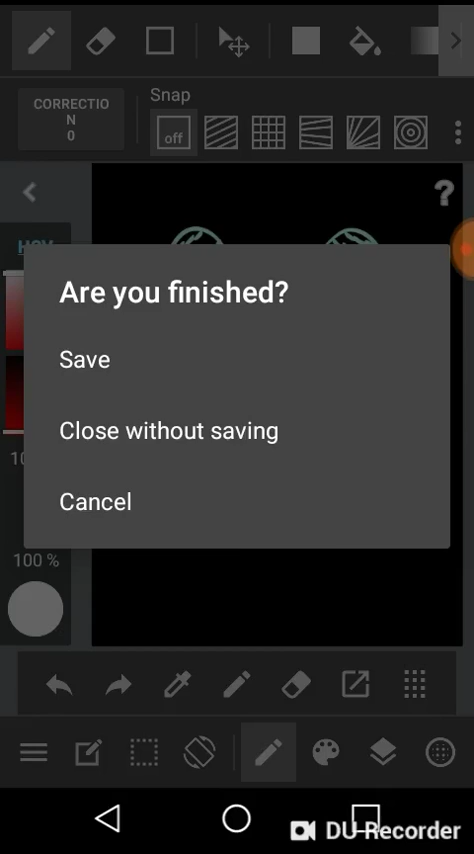 CORRECTIO
N
0
Snap
off
?
Are you finished?
Save
Close without saving
Cancel
100 %
DU Recorder